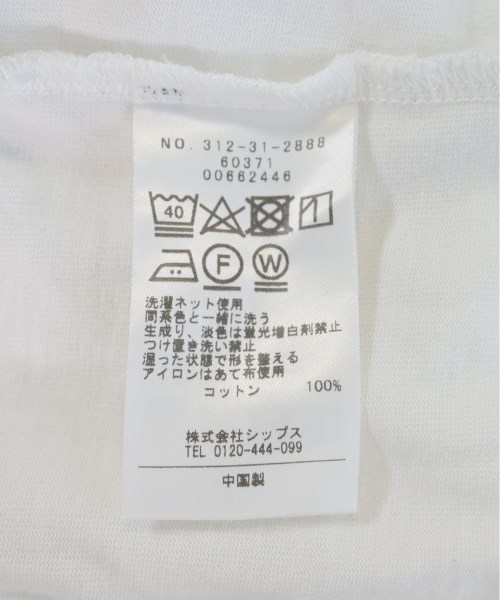 NO. 312-31-2888
60371
00662446
40
F W
洗濯ネット使用
同系色と一緒に洗う
生成り、淡色は蛍光増白剤禁止
つけ置き洗い禁止
湿った状態で形を整える
アイロンはあて布使用
コットン 100%
株式会社シップス
TEL 0120-444-099
中国製